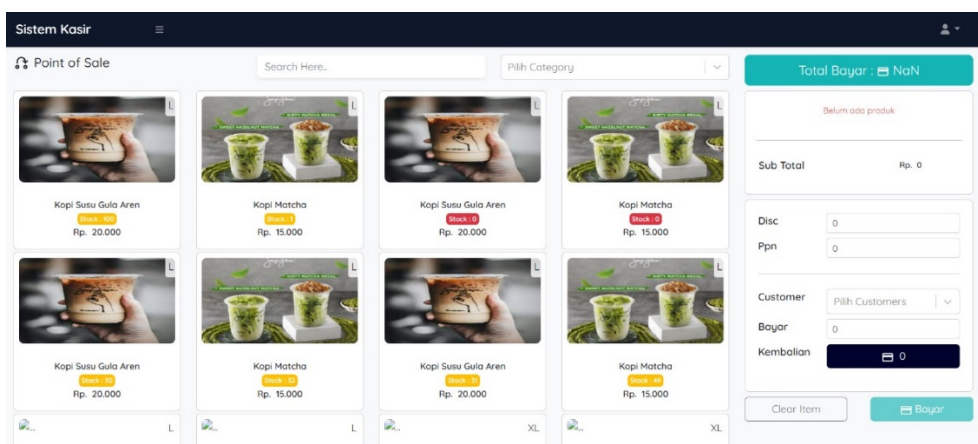 Sistem Kasir
Point of Sale
Search Here..
Pilih Category
Total Bayar : NaN
L
L
L
L
Kopi Susu Gula Aren
Stock : 100
Rp. 20.000
Kopi Matcha
Stock : 1
Rp. 15.000
Kopi Susu Gula Aren
Stock : 0
Rp. 20.000
Kopi Matcha
Stock : 0
Rp. 15.000
L
L
L
L
Kopi Susu Gula Aren
Rp. 20.000
Kopi Matcha
Stock : 32
Rp. 15.000
Kopi Susu Gula Aren
Stock : 31
Rp. 20.000
Kopi Matcha
Rp. 15.000
L
L
XL
XL
Belum ada produk
Sub Total Rp. 0
Disc 0
Ppn 0
Customer Pilih Customers
Bayar 0
Kembalian 0
Clear Item Bayar